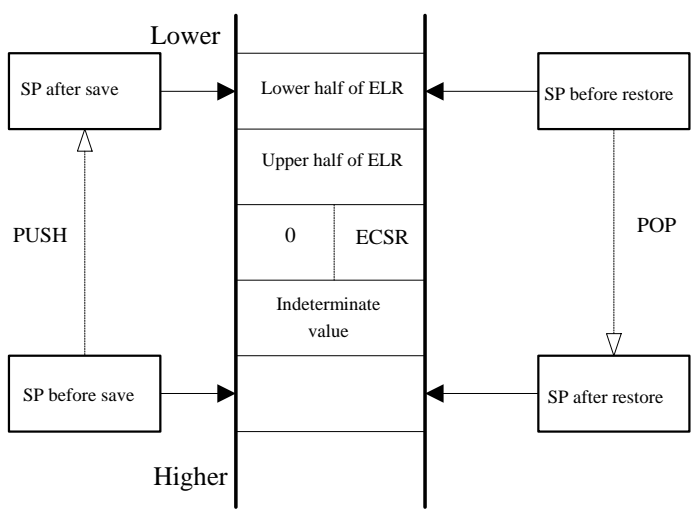 Lower
SP after save
Lower half of ELR
SP before restore
Upper half of ELR
PUSH
0
ECSR
POP
Indeterminate
value
SP before save
SP after restore
Higher